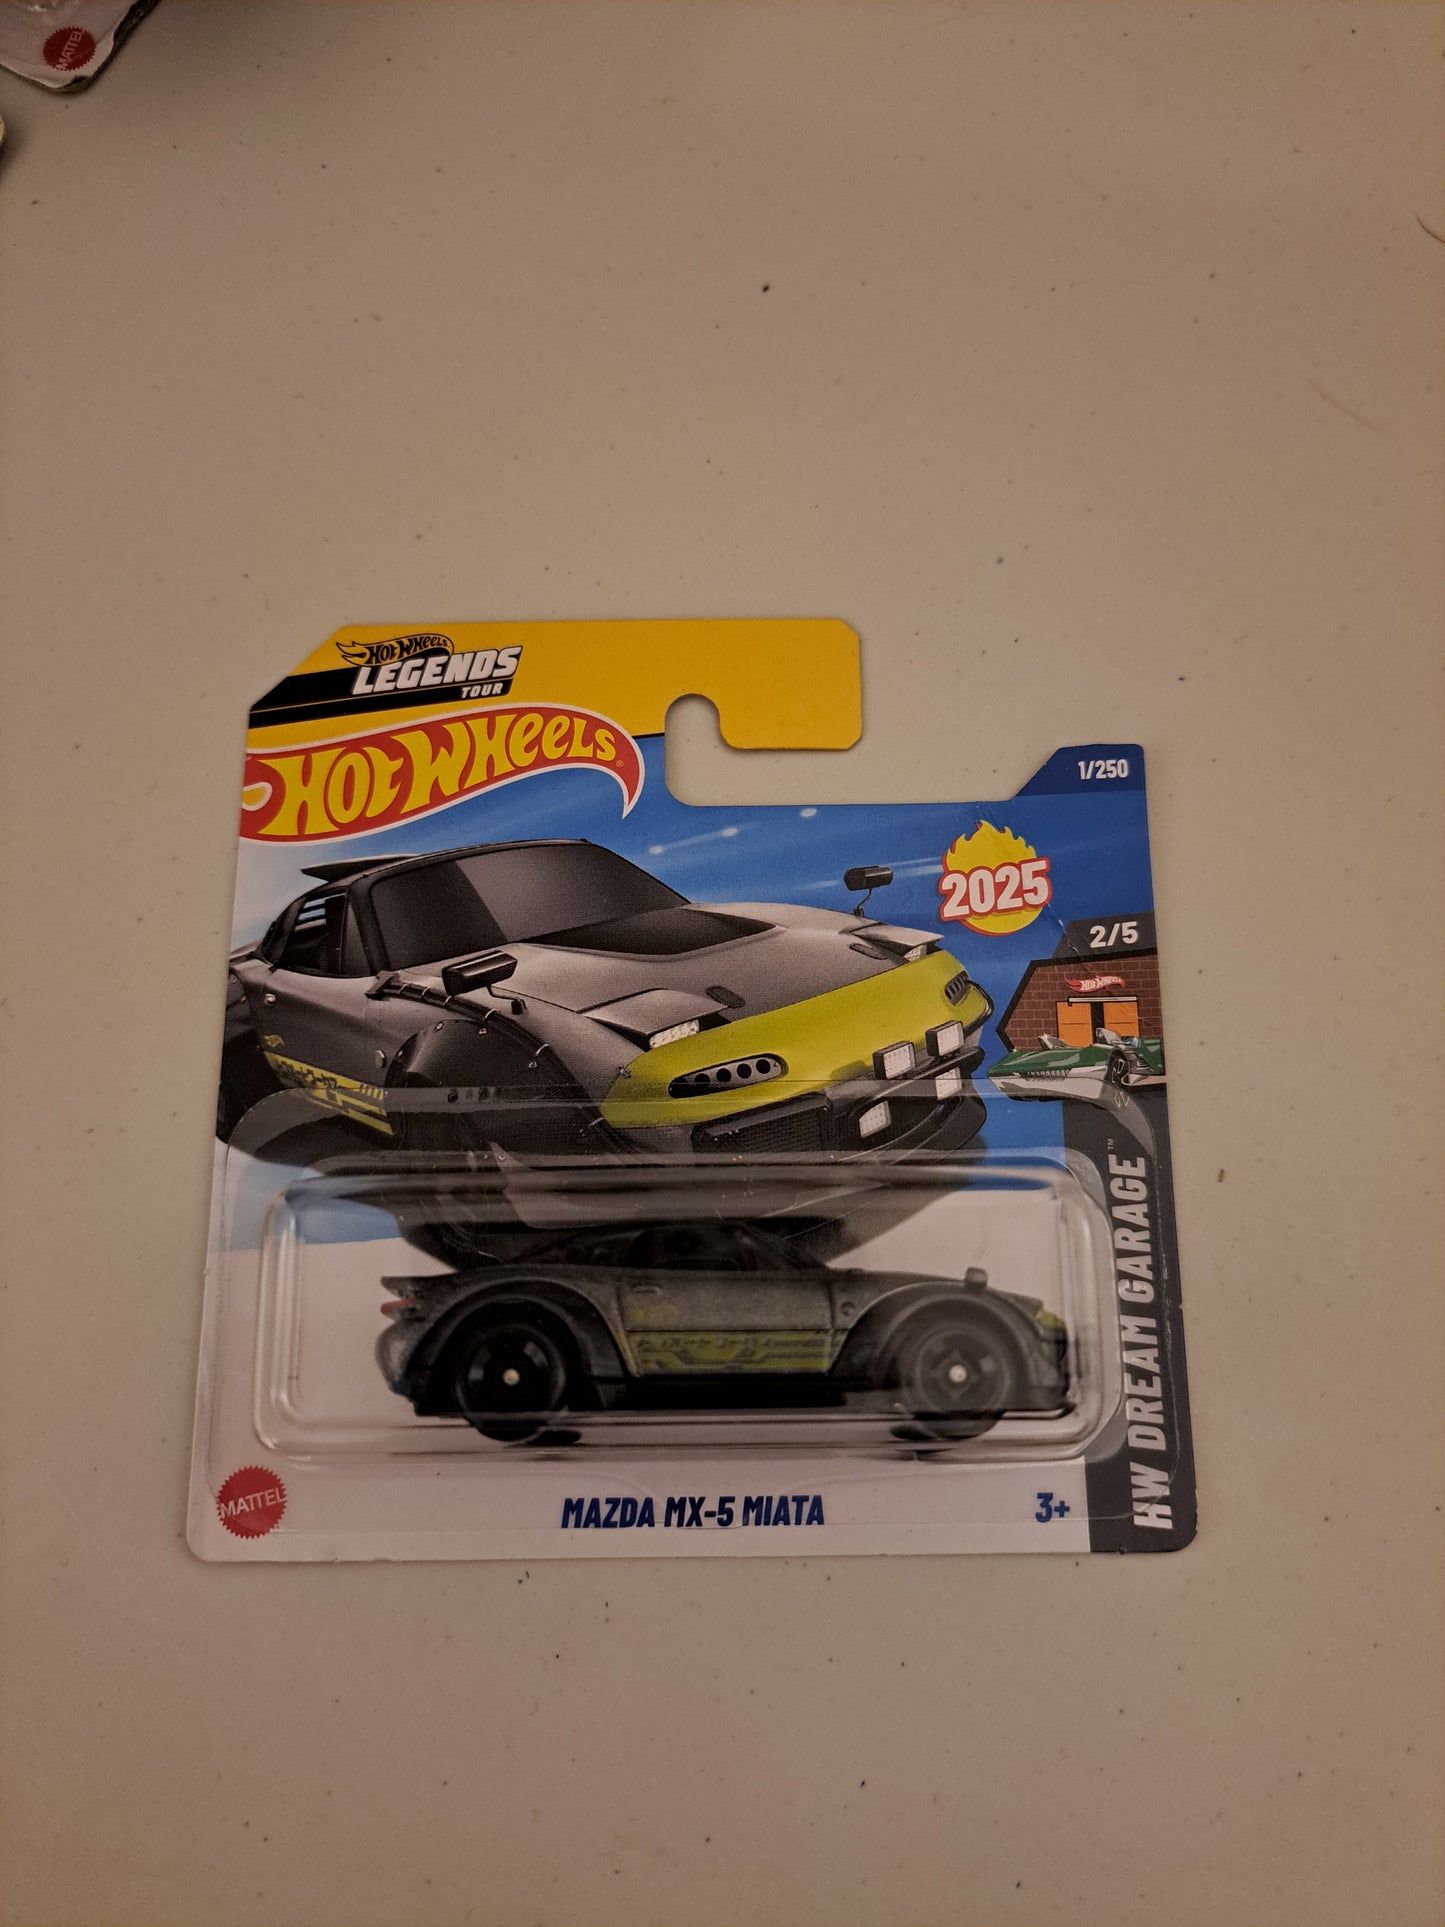 MATTEL
HOT WHEELS
LEGENDS
TOUR
HOT WHEELS®
1/250
2025
2/5
HOT WHEELS
HW DREAM GARAGE™
MATTEL
MAZDA MX-5 MIATA
3+